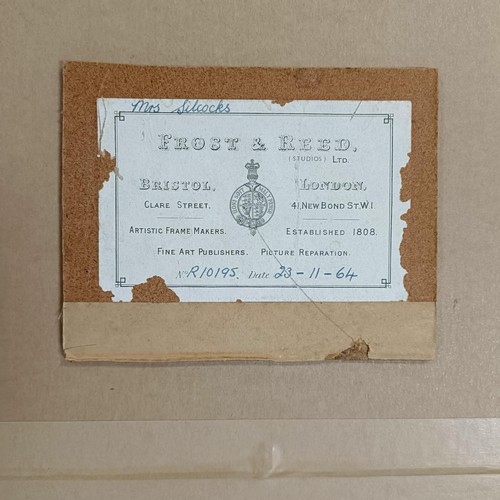 Mrs Silcocks
FROST & REED,
(STUDIOS) LTD.
BRISTOL, LONDON,
CLARE STREET. 41, NEW BOND ST. W.1.
ARTISTIC FRAME MAKERS. ESTABLISHED 1808.
FINE ART PUBLISHERS. PICTURE REPARATION.
No R10195. Date 23-11-64